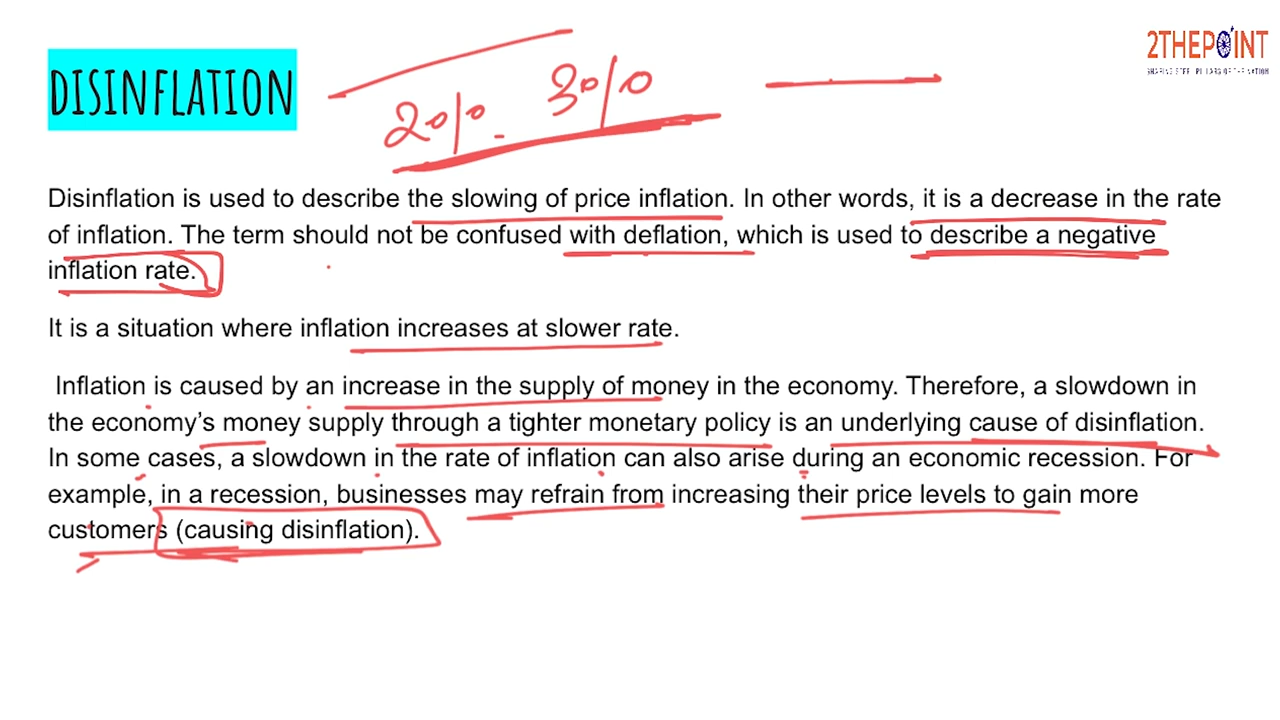 2THEPOINT
DISINFLATION
20%. 30%
Disinflation is used to describe the slowing of price inflation. In other words, it is a decrease in the rate
of inflation. The term should not be confused with deflation, which is used to describe a negative
inflation rate.
It is a situation where inflation increases at slower rate.
Inflation is caused by an increase in the supply of money in the economy. Therefore, a slowdown in
the economy’s money supply through a tighter monetary policy is an underlying cause of disinflation.
In some cases, a slowdown in the rate of inflation can also arise during an economic recession. For
example, in a recession, businesses may refrain from increasing their price levels to gain more
customers (causing disinflation).